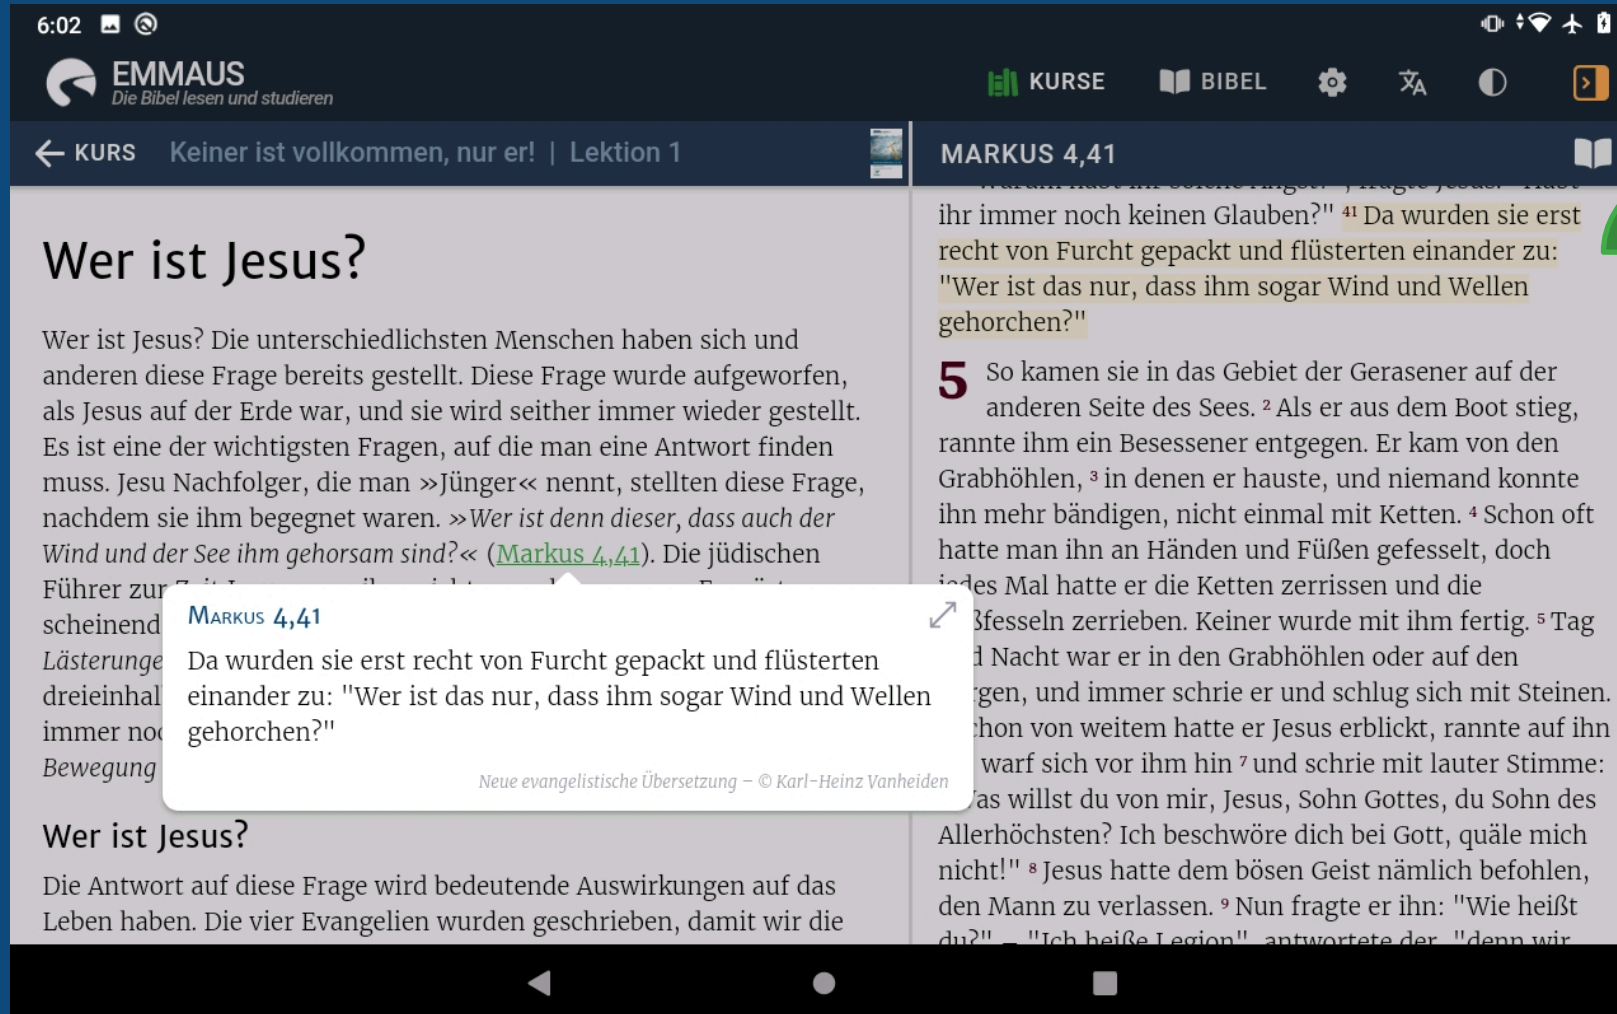 6:02
EMMAUS
Die Bibel lesen und studieren
KURSE
BIBEL
KURS
Keiner ist vollkommen, nur er! | Lektion 1
Wer ist Jesus?
Wer ist Jesus? Die unterschiedlichsten Menschen haben sich und
anderen diese Frage bereits gestellt. Diese Frage wurde aufgeworfen,
als Jesus auf der Erde war, und sie wird seither immer wieder gestellt.
Es ist eine der wichtigsten Fragen, auf die man eine Antwort finden
muss. Jesu Nachfolger, die man »Jünger« nennt, stellten diese Frage,
nachdem sie ihm begegnet waren. »Wer ist denn dieser, dass auch der
Wind und der See ihm gehorsam sind?« (Markus 4,41). Die jüdischen
Führer zur
scheinend
Lästerunge
dreieinhal
immer noc
Bewegung
Markus 4,41
Da wurden sie erst recht von Furcht gepackt und flüsterten
einander zu: "Wer ist das nur, dass ihm sogar Wind und Wellen
gehorchen?"
Neue evangelistische Übersetzung – © Karl-Heinz Vanheiden
Wer ist Jesus?
Die Antwort auf diese Frage wird bedeutende Auswirkungen auf das
Leben haben. Die vier Evangelien wurden geschrieben, damit wir die
MARKUS 4,41
ihr immer noch keinen Glauben?" 41 Da wurden sie erst
recht von Furcht gepackt und flüsterten einander zu:
"Wer ist das nur, dass ihm sogar Wind und Wellen
gehorchen?"
5 So kamen sie in das Gebiet der Gerasener auf der
anderen Seite des Sees. 2 Als er aus dem Boot stieg,
rannte ihm ein Besessener entgegen. Er kam von den
Grabhöhlen, 3 in denen er hauste, und niemand konnte
ihn mehr bändigen, nicht einmal mit Ketten. 4 Schon oft
hatte man ihn an Händen und Füßen gefesselt, doch
jedes Mal hatte er die Ketten zerrissen und die
ßfesseln zerrieben. Keiner wurde mit ihm fertig. 5 Tag
d Nacht war er in den Grabhöhlen oder auf den
rgen, und immer schrie er und schlug sich mit Steinen.
chon von weitem hatte er Jesus erblickt, rannte auf ihn
warf sich vor ihm hin 7 und schrie mit lauter Stimme:
as willst du von mir, Jesus, Sohn Gottes, du Sohn des
Allerhöchsten? Ich beschwöre dich bei Gott, quäle mich
nicht!" 8 Jesus hatte dem bösen Geist nämlich befohlen,
den Mann zu verlassen. 9 Nun fragte er ihn: "Wie heißt
du?" – "Ich heiße Legion", antwortete der, "denn wir